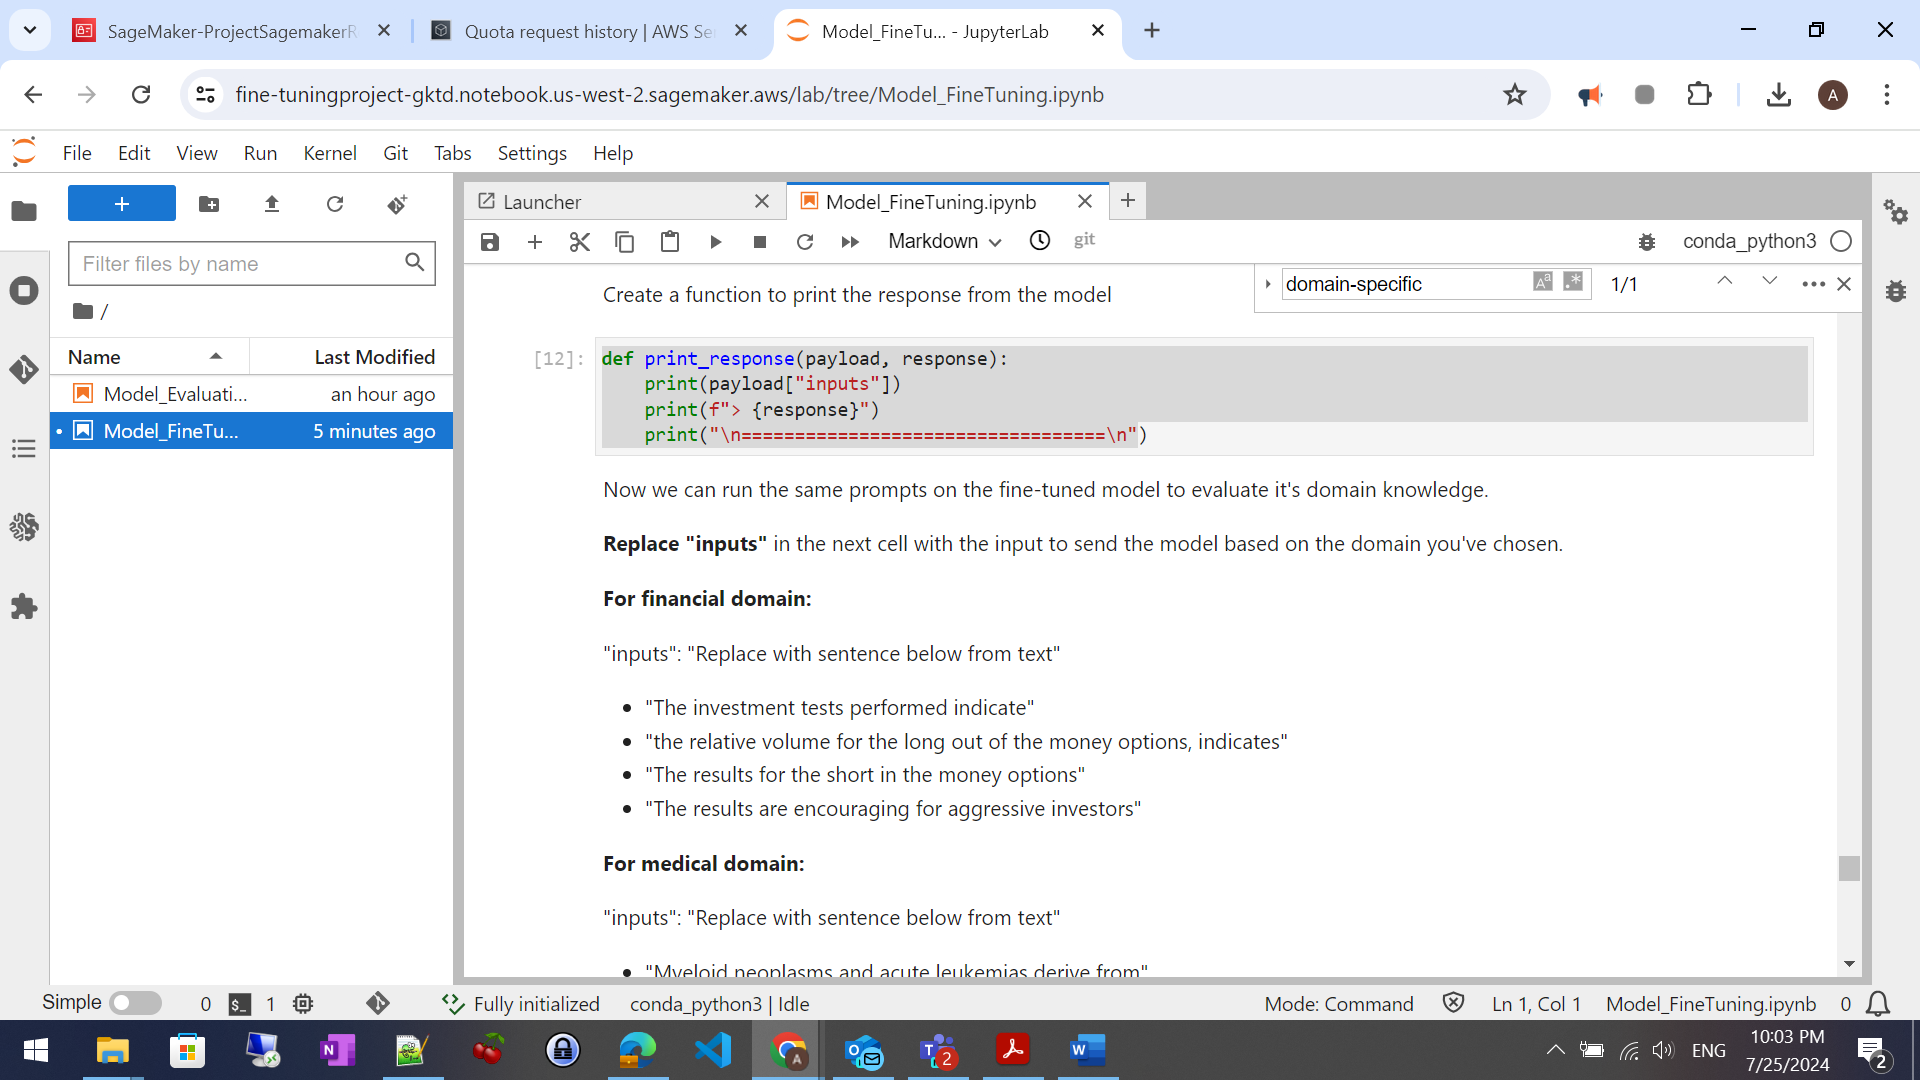 SageMaker-ProjectSagemakerR
Quota request history | AWS Se
Model_FineTu... - JupyterLab
fine-tuningproject-gktd.notebook.us-west-2.sagemaker.aws/lab/tree/Model_FineTuning.ipynb
A
File Edit View Run Kernel Git Tabs Settings Help
Launcher
Model_FineTuning.ipynb
Markdown
git
conda_python3
Filter files by name
/
Name
Last Modified
Model_Evaluati...
an hour ago
Model_FineTu...
5 minutes ago
domain-specific
1/1
Create a function to print the response from the model
[12]:
def print_response(payload, response):
    print(payload["inputs"])
    print(f"> {response}")
    print("\n==================================\n")
Now we can run the same prompts on the fine-tuned model to evaluate it's domain knowledge.
Replace "inputs" in the next cell with the input to send the model based on the domain you've chosen.
For financial domain:
"inputs": "Replace with sentence below from text"
• "The investment tests performed indicate"
• "the relative volume for the long out of the money options, indicates"
• "The results for the short in the money options"
• "The results are encouraging for aggressive investors"
For medical domain:
"inputs": "Replace with sentence below from text"
• "Myeloid neoplasms and acute leukemias derive from"
Simple
0
$_
1
Fully initialized
conda_python3 | Idle
Mode: Command
Ln 1, Col 1
Model_FineTuning.ipynb
0
ENG
10:03 PM
7/25/2024
2
2